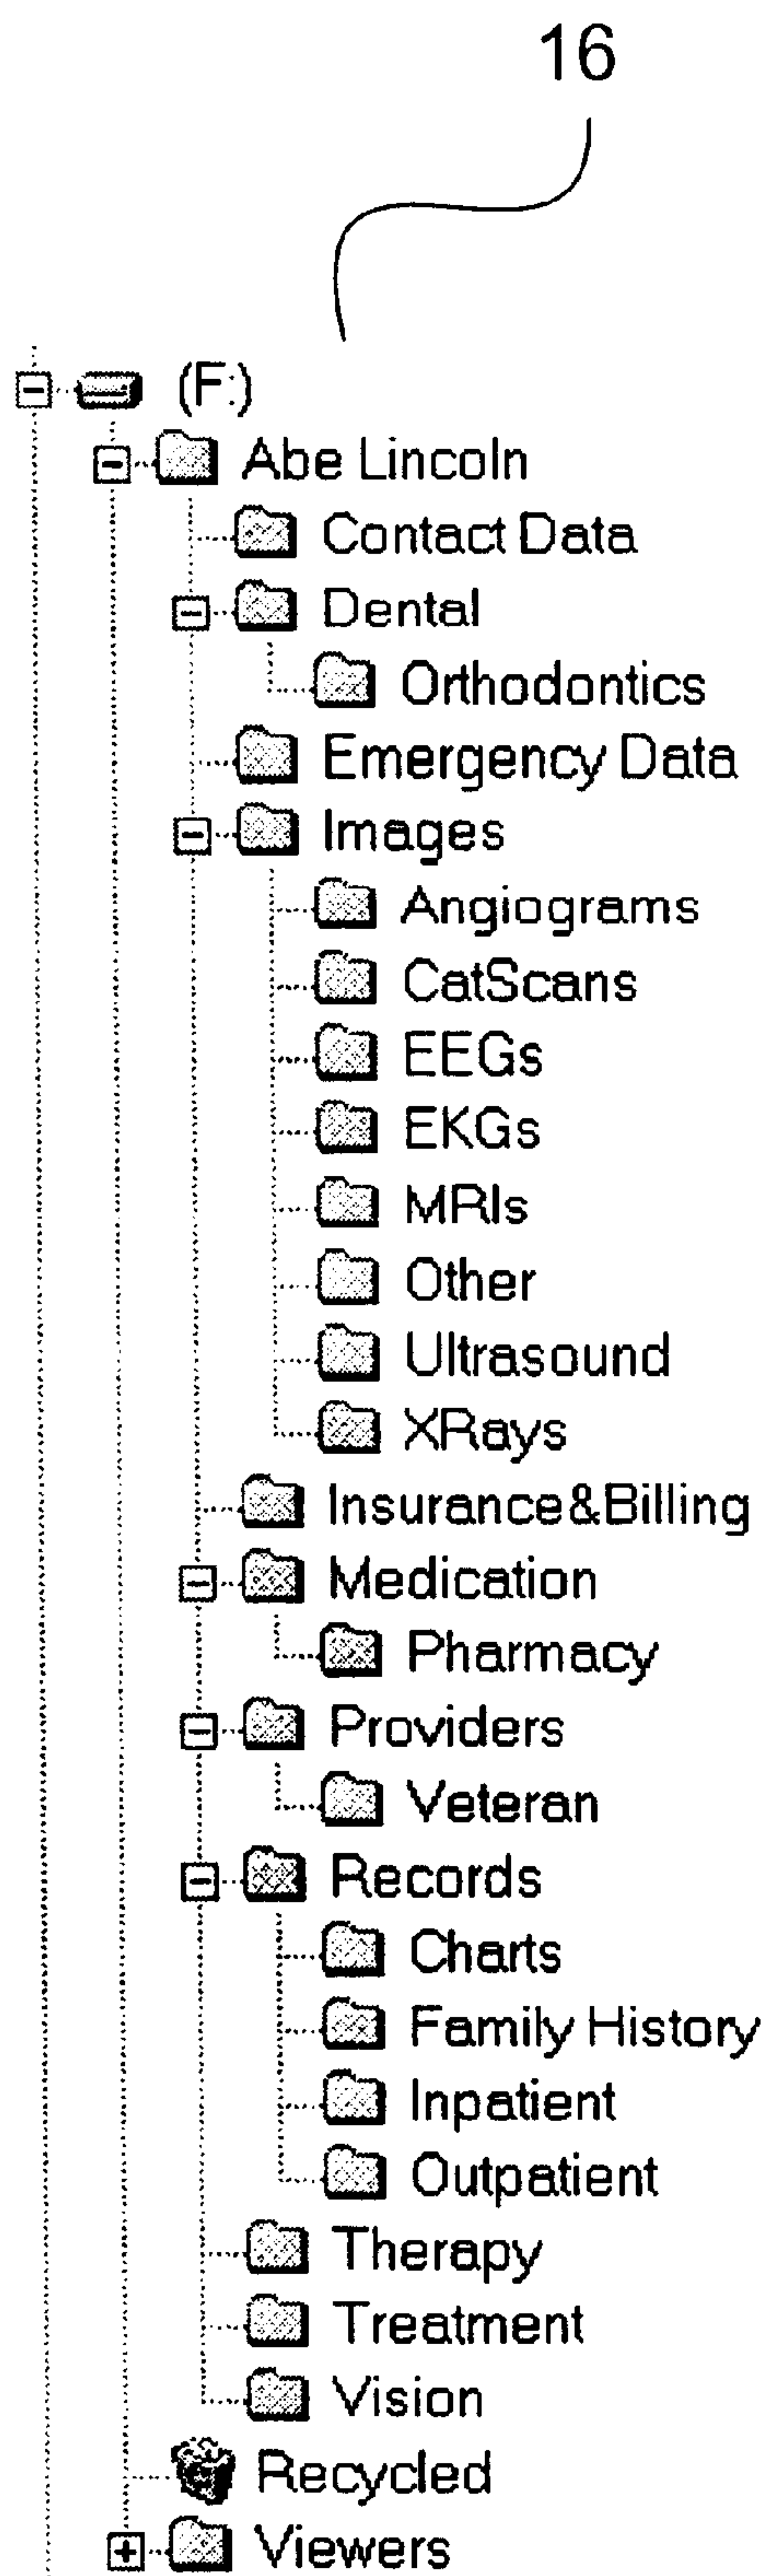 16
(F:)
Abe Lincoln
Contact Data
Dental
Orthodontics
Emergency Data
Images
Angiograms
CatScans
EEGs
EKGs
MRIs
Other
Ultrasound
XRays
Insurance&Billing
Medication
Pharmacy
Providers
Veteran
Records
Charts
Family History
Inpatient
Outpatient
Therapy
Treatment
Vision
Recycled
Viewers